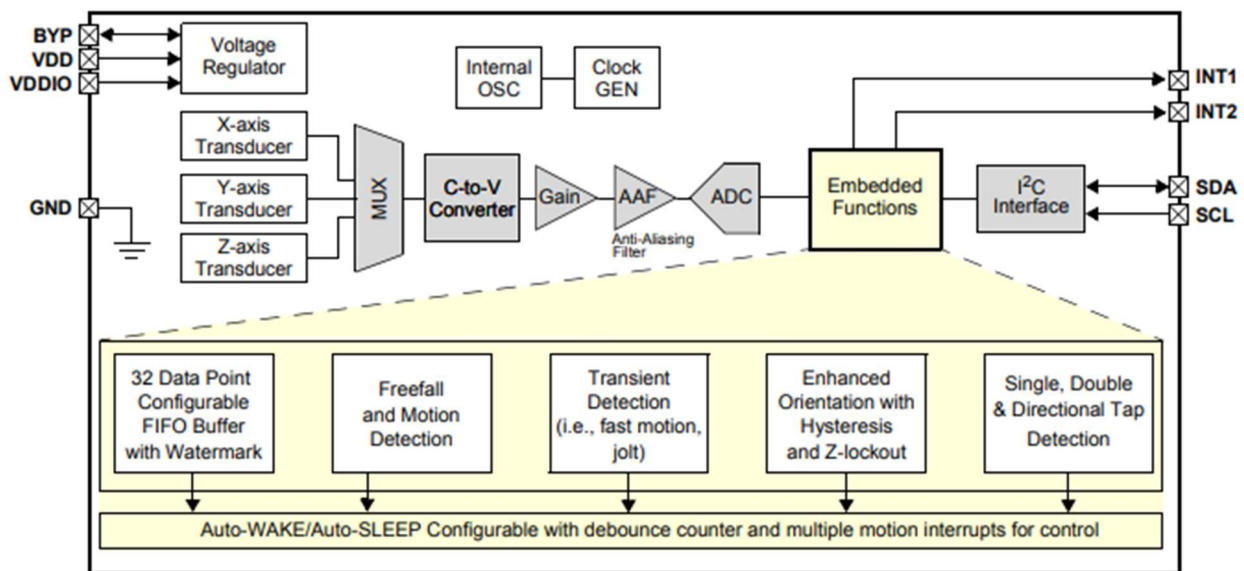 BYP
VDD
VDDIO
GND
Voltage
Regulator
Internal
OSC
Clock
GEN
X-axis
Transducer
Y-axis
Transducer
Z-axis
Transducer
MUX
C-to-V
Converter
Gain
AAF
Anti-Aliasing
Filter
ADC
Embedded
Functions
I²C
Interface
INT1
INT2
SDA
SCL
32 Data Point
Configurable
FIFO Buffer
with Watermark
Freefall
and Motion
Detection
Transient
Detection
(i.e., fast motion,
jolt)
Enhanced
Orientation with
Hysteresis
and Z-lockout
Single, Double
& Directional Tap
Detection
Auto-WAKE/Auto-SLEEP Configurable with debounce counter and multiple motion interrupts for control